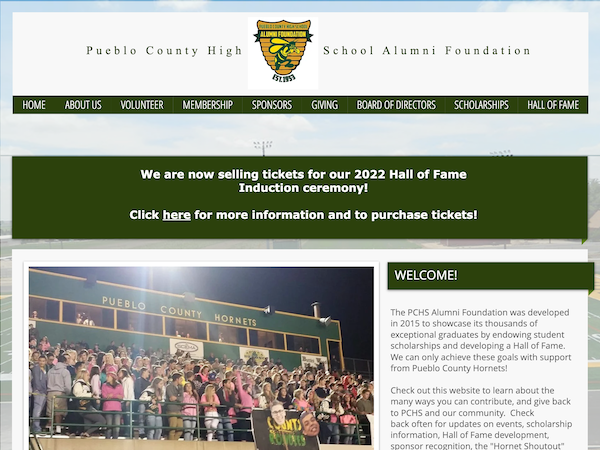 Pueblo County High School Alumni Foundation
PUEBLO COUNTY HIGH SCHOOL
ALUMNI FOUNDATION
EST. 1953
HOME ABOUT US VOLUNTEER MEMBERSHIP SPONSORS GIVING BOARD OF DIRECTORS SCHOLARSHIPS HALL OF FAME
We are now selling tickets for our 2022 Hall of Fame
Induction ceremony!
Click here for more information and to purchase tickets!
PUEBLO COUNTY HORNETS
COUNTY
WELCOME!
The PCHS Alumni Foundation was developed
in 2015 to showcase its thousands of
exceptional graduates by endowing student
scholarships and developing a Hall of Fame.
We can only achieve these goals with support
from Pueblo County Hornets!
Check out this website to learn about the
many ways you can contribute, and give back
to PCHS and our community.  Check
back often for updates on events, scholarship
information, Hall of Fame development,
sponsor recognition, the "Hornet Shoutout"